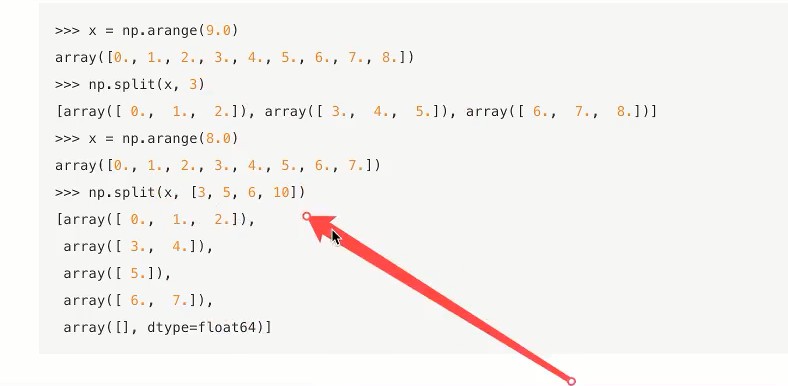 >>> x = np.arange(9.0)
array([0., 1., 2., 3., 4., 5., 6., 7., 8.])
>>> np.split(x, 3)
[array([ 0.,  1.,  2.]), array([ 3.,  4.,  5.]), array([ 6.,  7.,  8.])]
>>> x = np.arange(8.0)
array([0., 1., 2., 3., 4., 5., 6., 7.])
>>> np.split(x, [3, 5, 6, 10])
[array([ 0.,  1.,  2.]),
 array([ 3.,  4.]),
 array([ 5.]),
 array([ 6.,  7.]),
 array([], dtype=float64)]